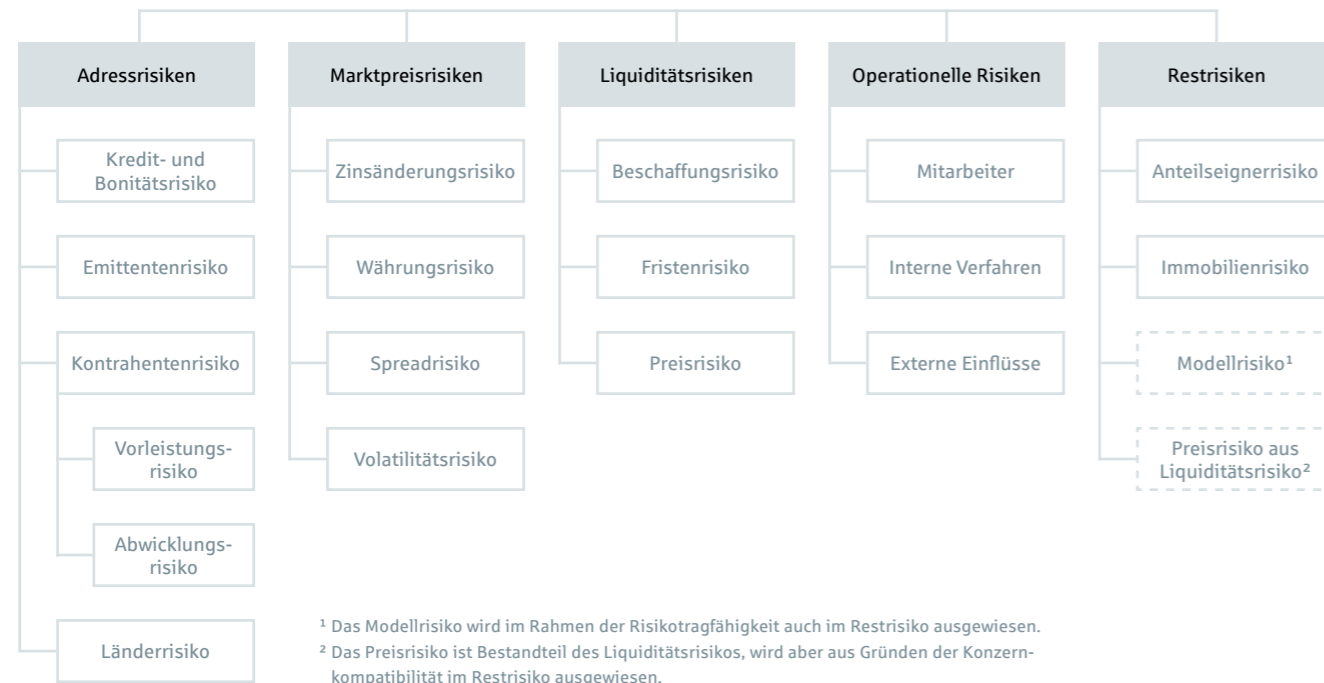 Adressrisiken
Kredit- und
Bonitätsrisiko
Emittentenrisiko
Kontrahentenrisiko
Vorleistungs-
risiko
Abwicklungs-
risiko
Länderrisiko
Marktpreisrisiken
Zinsänderungsrisiko
Währungsrisiko
Spreadrisiko
Volatilitätsrisiko
Liquiditätsrisiken
Beschaffungsrisiko
Fristenrisiko
Preisrisiko
Operationelle Risiken
Mitarbeiter
Interne Verfahren
Externe Einflüsse
Restrisiken
Anteilseignerrisiko
Immobilienrisiko
Modellrisiko¹
Preisrisiko aus
Liquiditätsrisiko²
¹ Das Modellrisiko wird im Rahmen der Risikotragfähigkeit auch im Restrisiko ausgewiesen.
² Das Preisrisiko ist Bestandteil des Liquiditätsrisikos, wird aber aus Gründen der Konzern-
kompatibilität im Restrisiko ausgewiesen.